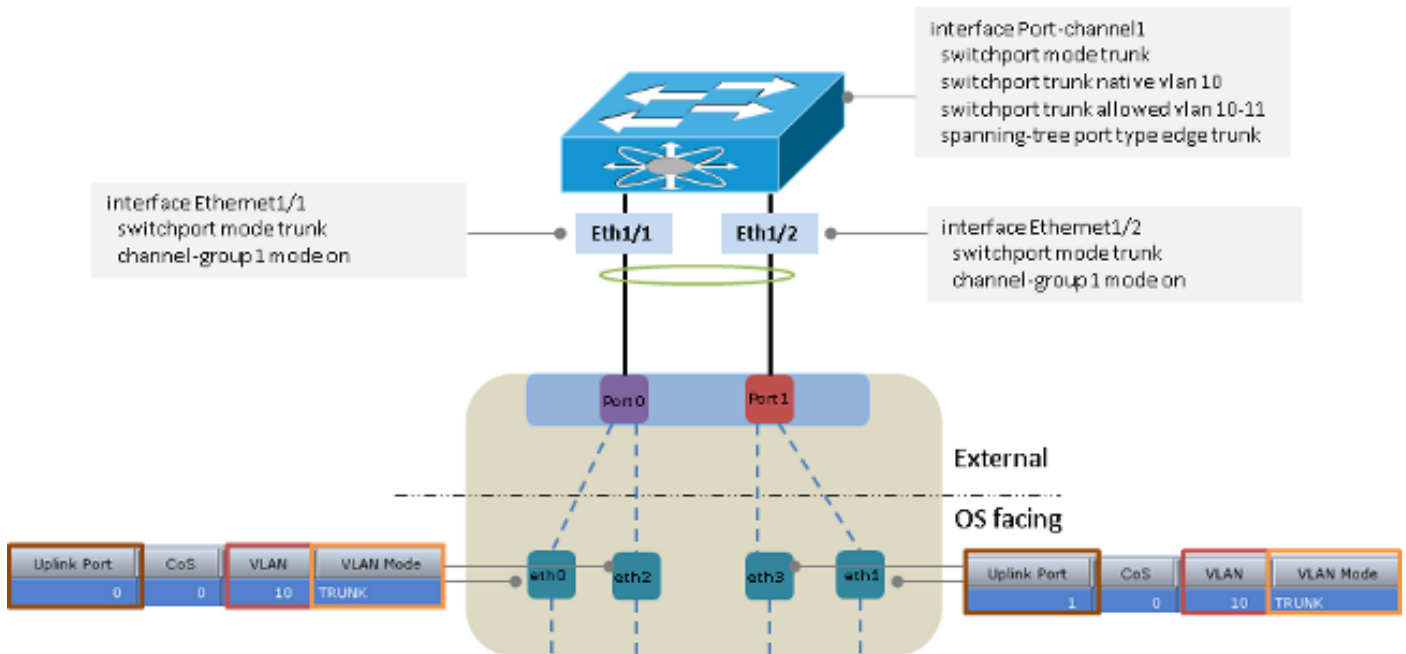 interface Port-channel1
switchport mode trunk
switchport trunk native vlan 10
switchport trunk allowed vlan 10-11
spanning-tree port type edge trunk
interface Ethernet1/1
switchport mode trunk
channel-group 1 mode on
Eth1/1
Eth1/2
interface Ethernet1/2
switchport mode trunk
channel-group 1 mode on
Port 0
Port 1
External
OS facing
Uplink Port CoS VLAN VLAN Mode
0 0 10 TRUNK
eth0
eth2
eth3
eth1
Uplink Port CoS VLAN VLAN Mode
1 0 10 TRUNK